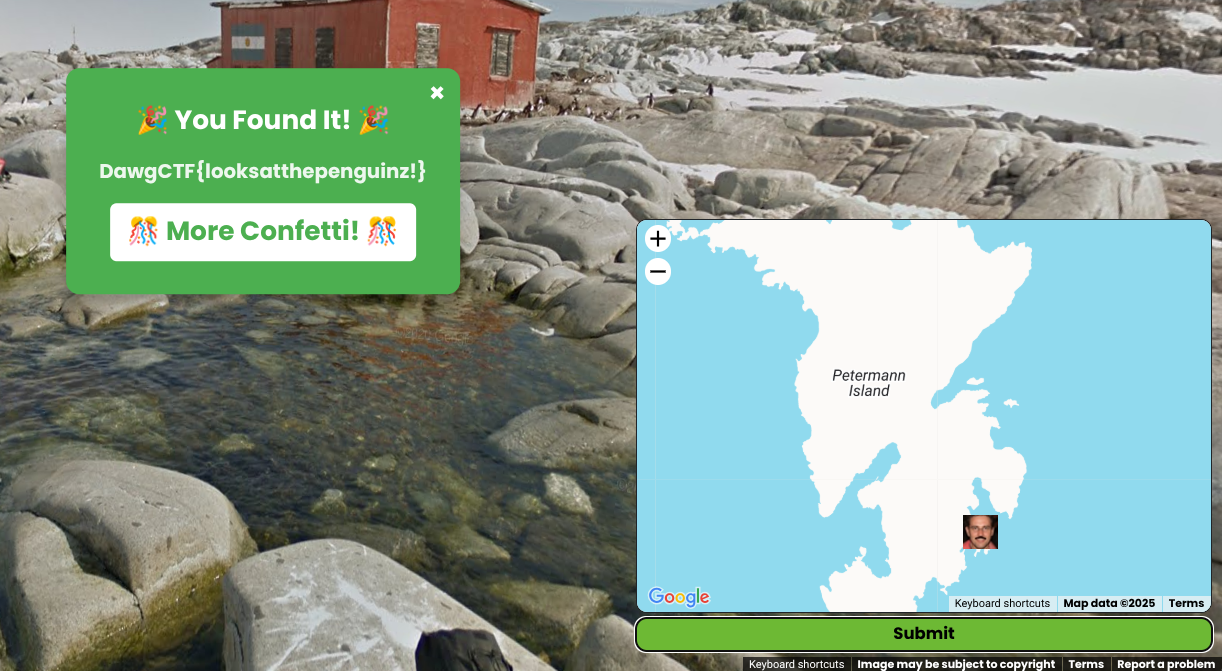 ✖
🎉 You Found It! 🎉
DawgCTF{looksatthepenguinz!}
🎊 More Confetti! 🎊
+
−
Petermann
Island
Google
Keyboard shortcuts
Map data ©2025
Terms
Submit
Keyboard shortcuts
Image may be subject to copyright
Terms
Report a problem